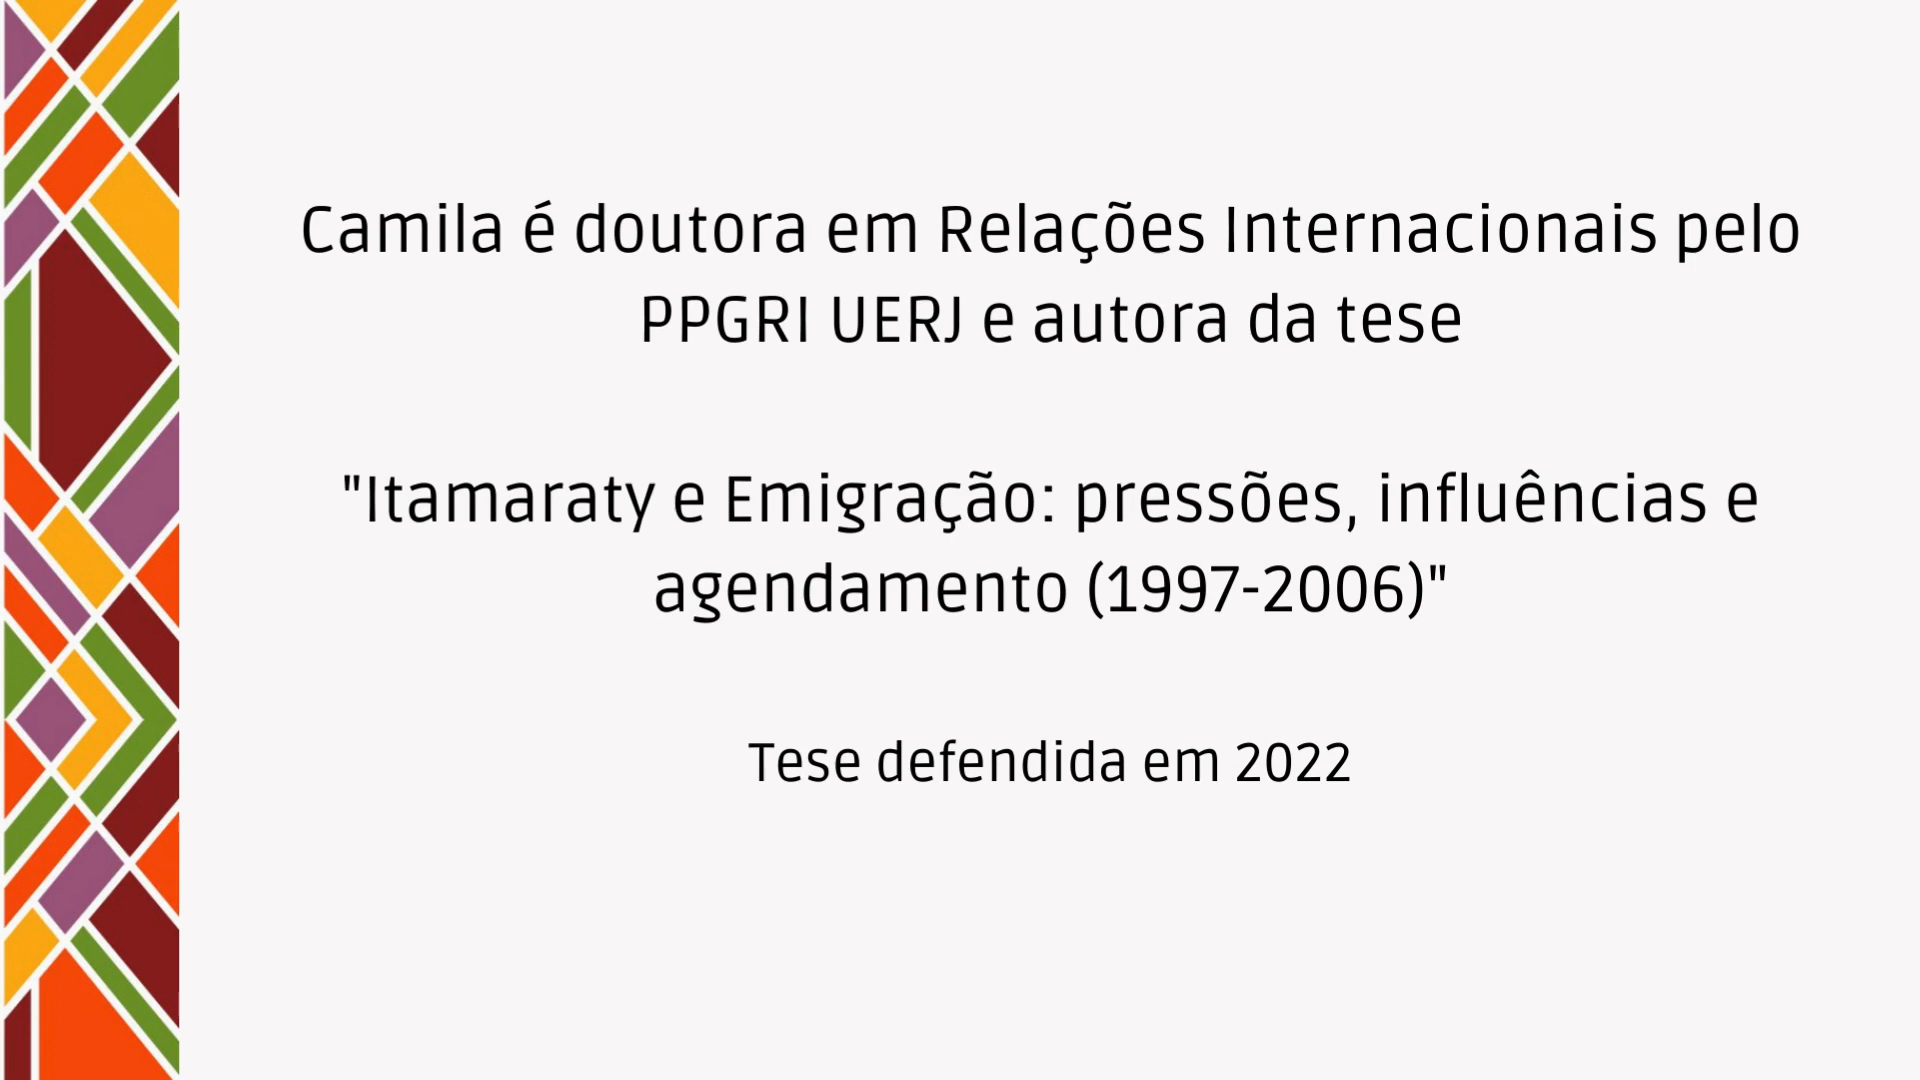 Camila é doutora em Relações Internacionais pelo
PPGRI UERJ e autora da tese
"Itamaraty e Emigração: pressões, influências e
agendamento (1997-2006)"
Tese defendida em 2022